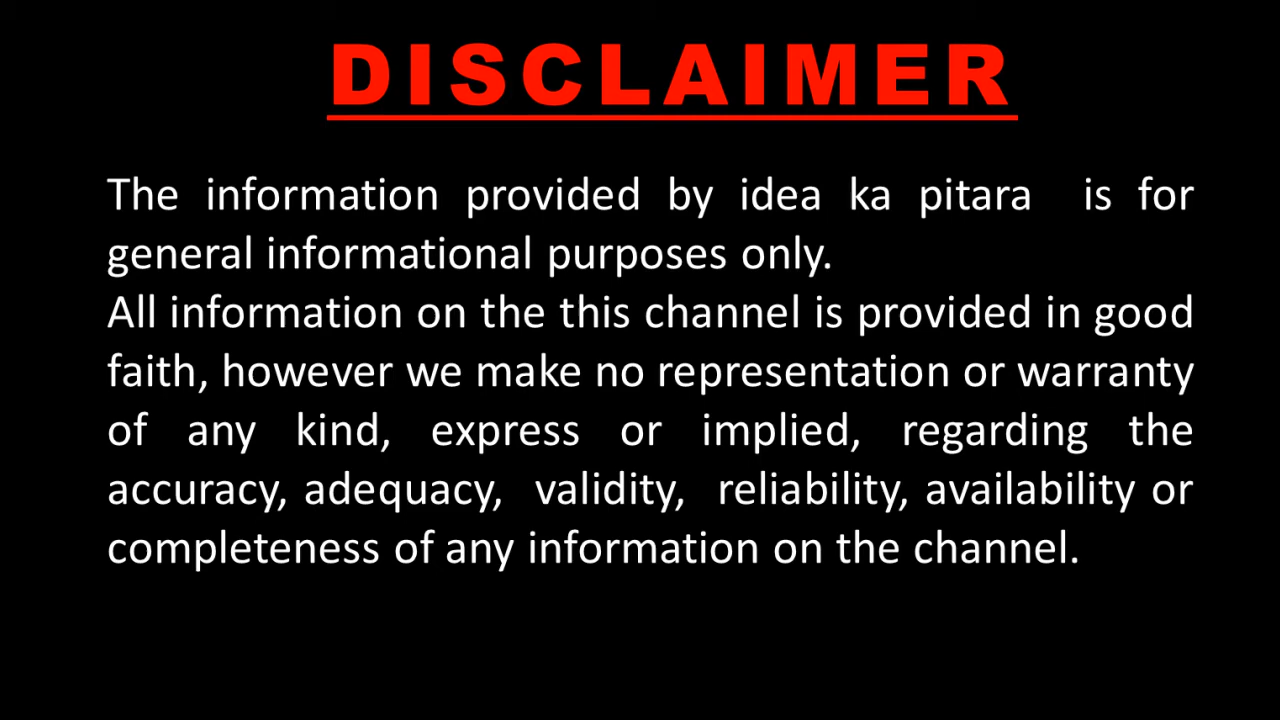 DISCLAIMER
The information provided by idea ka pitara is for
general informational purposes only.
All information on the this channel is provided in good
faith, however we make no representation or warranty
of any kind, express or implied, regarding the
accuracy, adequacy, validity, reliability, availability or
completeness of any information on the channel.